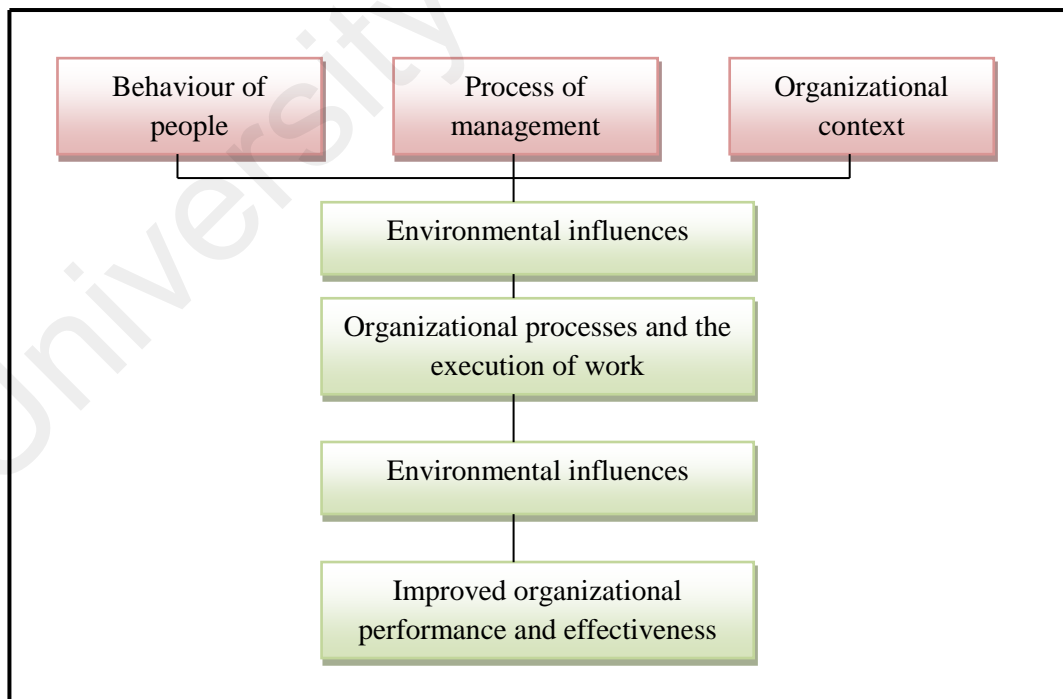 University
Behaviour of
people
Process of
management
Organizational
context
Environmental influences
Organizational processes and the
execution of work
Environmental influences
Improved organizational
performance and effectiveness